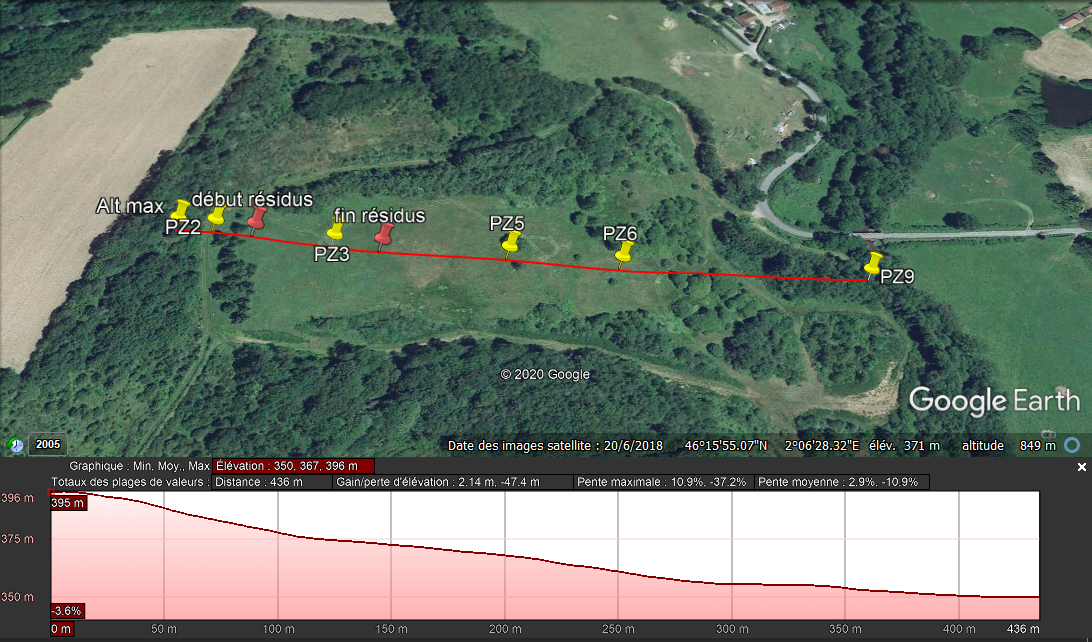 Alt max
début résidus
PZ2
fin résidus
PZ3
PZ5
PZ6
PZ9
© 2020 Google
Google Earth
2005
Date des images satellite : 20/6/2018 46°15'55.07"N 2°06'28.32"E élév. 371 m altitude 849 m
Graphique : Min. Moy., Max Élévation : 350, 367, 396 m
Totaux des plages de valeurs : Distance : 436 m Gain/perte d'élévation : 2.14 m, -47.4 m Pente maximale : 10.9%, -37.2% Pente moyenne : 2.9%, -10.9%
396 m
395 m
375 m
350 m
-3.6%
0 m 50 m 100 m 150 m 200 m 250 m 300 m 350 m 400 m 436 m